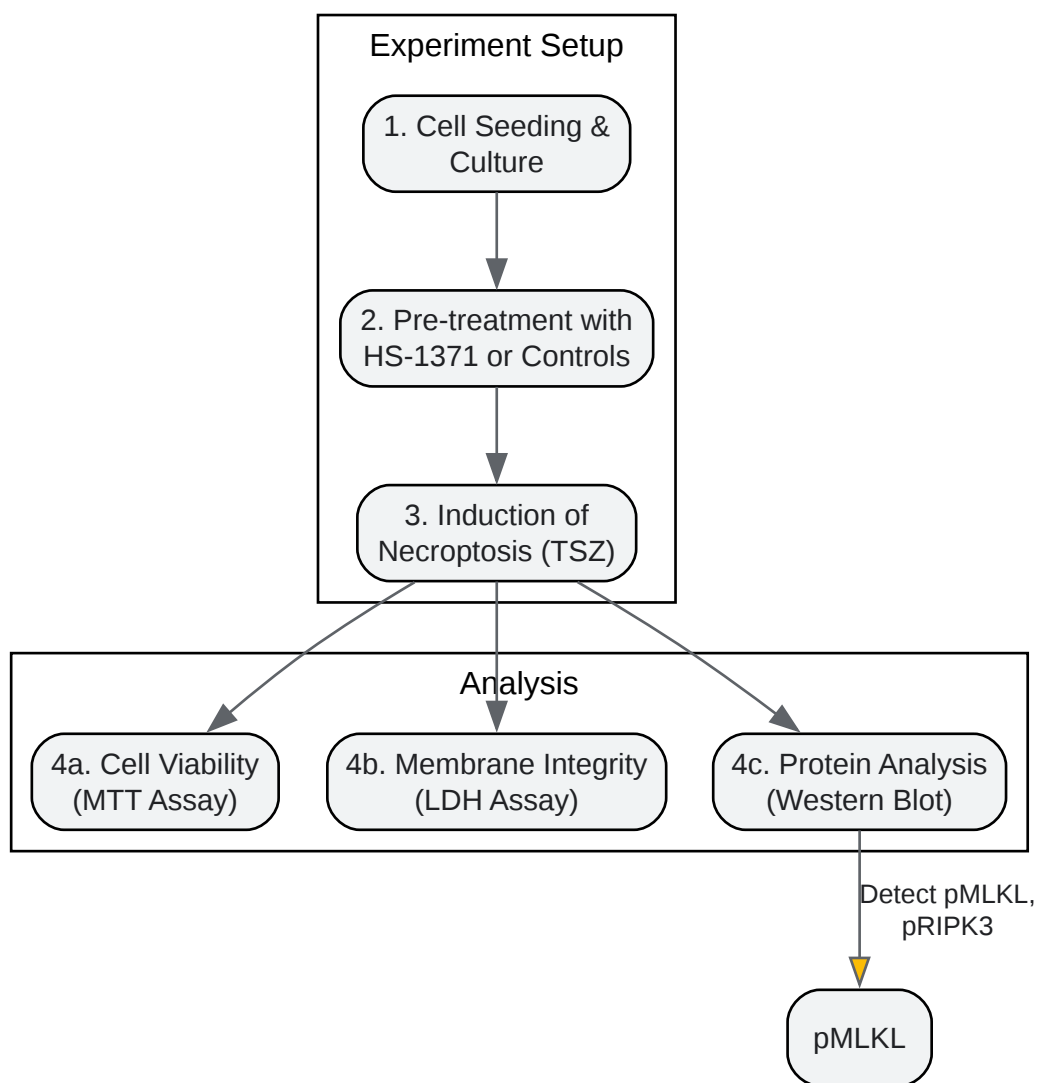 Experiment Setup
1. Cell Seeding &
Culture
2. Pre-treatment with
HS-1371 or Controls
3. Induction of
Necroptosis (TSZ)
Analysis
4a. Cell Viability
(MTT Assay)
4b. Membrane Integrity
(LDH Assay)
4c. Protein Analysis
(Western Blot)
Detect pMLKL,
pRIPK3
pMLKL